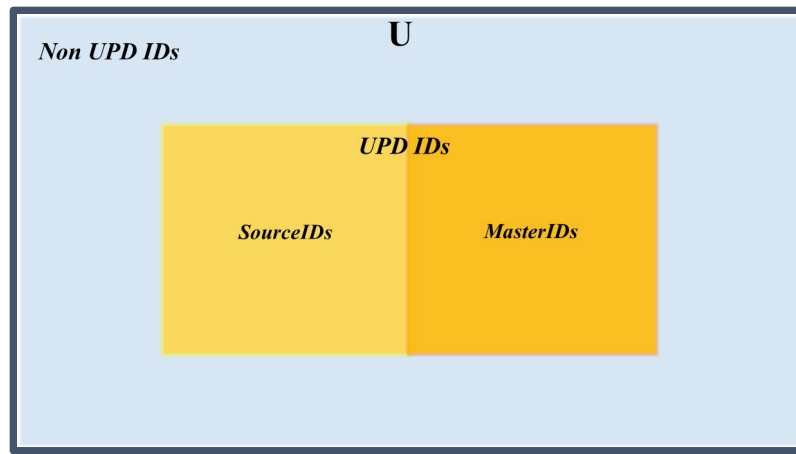 U
Non UPD IDs
UPD IDs
SourceIDs
MasterIDs